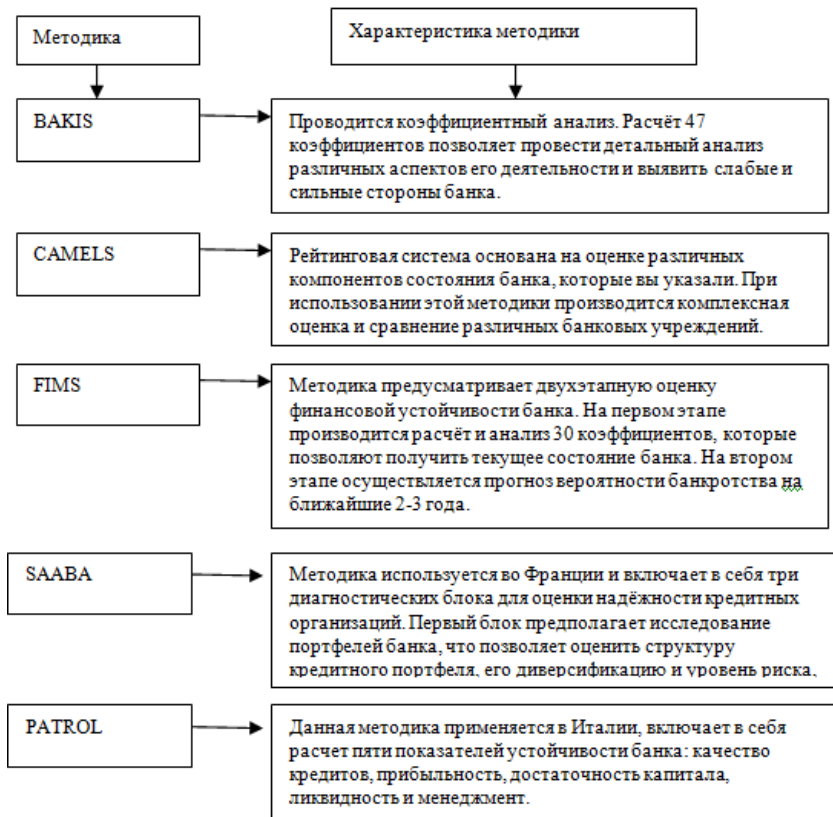 Методика
Характеристика методики
BAKIS
Проводится коэффициентный анализ. Расчёт 47
коэффициентов позволяет провести детальный анализ
различных аспектов его деятельности и выявить слабые и
сильные стороны банка.
CAMELS
Рейтинговая система основана на оценке различных
компонентов состояния банка, которые вы указали. При
использовании этой методики производится комплексная
оценка и сравнение различных банковых учреждений.
FIMS
Методика предусматривает двухэтапную оценку
финансовой устойчивости банка. На первом этапе
производится расчёт и анализ 30 коэффициентов, которые
позволяют получить текущее состояние банка. На втором
этапе осуществляется прогноз вероятности банкротства на
ближайшие 2-3 года.
SAABA
Методика используется во Франции и включает в себя три
диагностических блока для оценки надёжности кредитных
организаций. Первый блок предполагает исследование
портфелей банка, что позволяет оценить структуру
кредитного портфеля, его диверсификацию и уровень риска,
PATROL
Данная методика применяется в Италии, включает в себя
расчет пяти показателей устойчивости банка: качество
кредитов, прибыльность, достаточность капитала,
ликвидность и менеджмент.